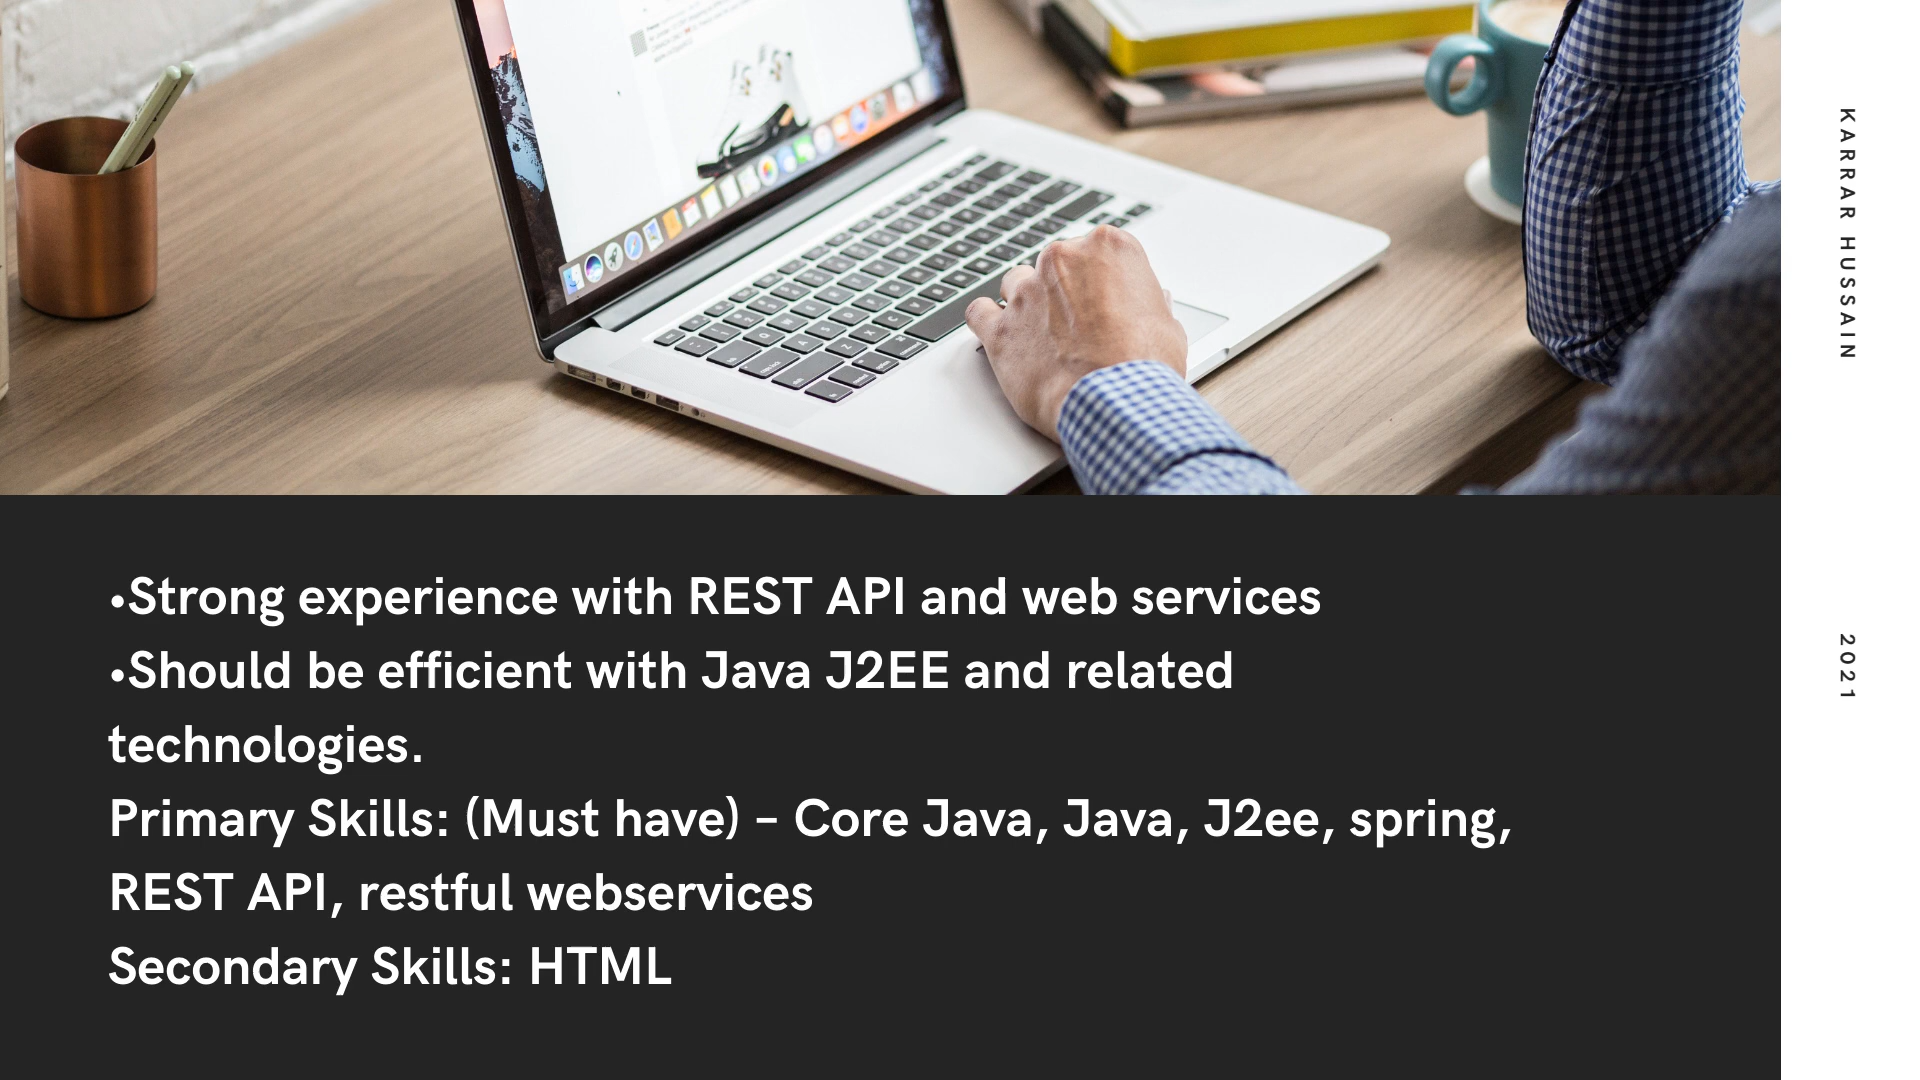 •Strong experience with REST API and web services
•Should be efficient with Java J2EE and related
technologies.
Primary Skills: (Must have) – Core Java, Java, J2ee, spring,
REST API, restful webservices
Secondary Skills: HTML
KARRAR HUSSAIN
2021